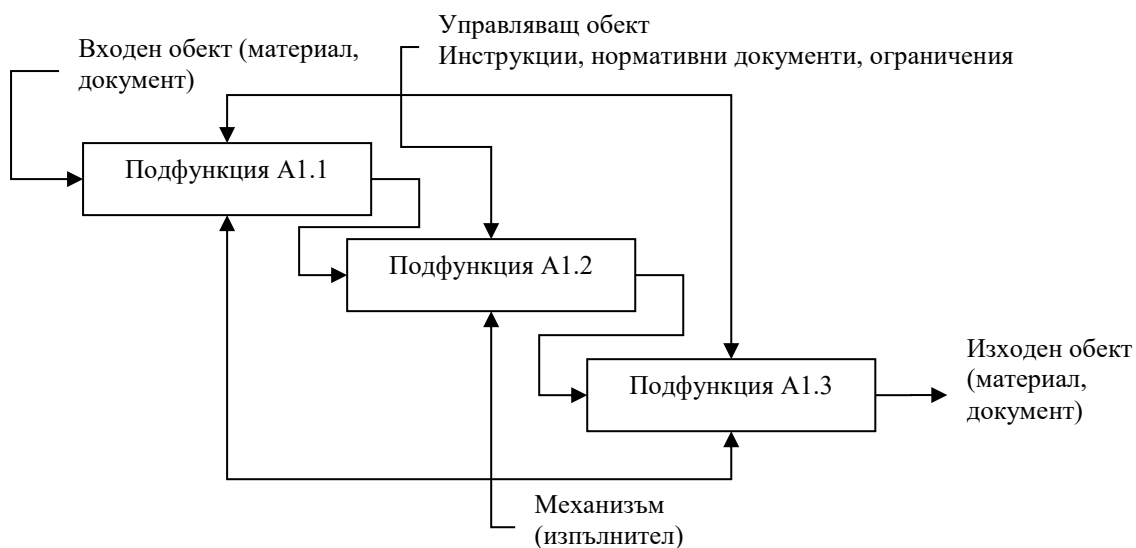 Управляващ обект
Инструкции, нормативни документи, ограничения
Входен обект (материал,
документ)
Подфункция А1.1
Подфункция А1.2
Подфункция А1.3
Изходен обект
(материал,
документ)
Механизъм
(изпълнител)